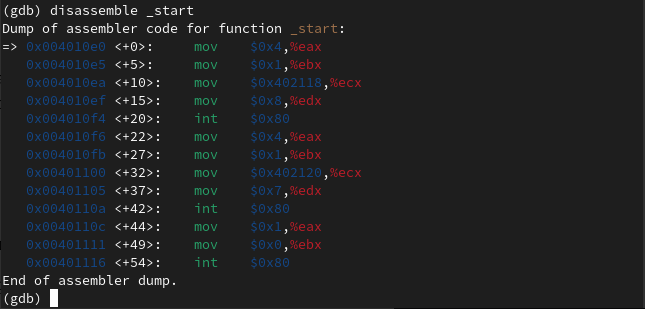 (gdb) disassemble _start
Dump of assembler code for function _start:
=> 0x004010e0 <+0>:     mov    $0x4,%eax
   0x004010e5 <+5>:     mov    $0x1,%ebx
   0x004010ea <+10>:    mov    $0x402118,%ecx
   0x004010ef <+15>:    mov    $0x8,%edx
   0x004010f4 <+20>:    int    $0x80
   0x004010f6 <+22>:    mov    $0x4,%eax
   0x004010fb <+27>:    mov    $0x1,%ebx
   0x00401100 <+32>:    mov    $0x402120,%ecx
   0x00401105 <+37>:    mov    $0x7,%edx
   0x0040110a <+42>:    int    $0x80
   0x0040110c <+44>:    mov    $0x1,%eax
   0x00401111 <+49>:    mov    $0x0,%ebx
   0x00401116 <+54>:    int    $0x80
End of assembler dump.
(gdb)